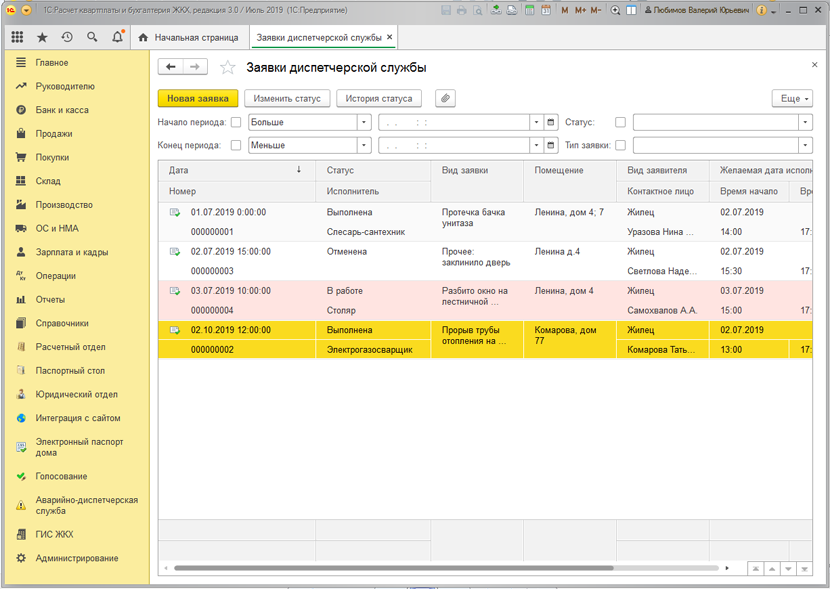 1С:Расчет квартплаты и бухгалтерия ЖКХ, редакция 3.0 / Июль 2019 (1С:Предприятие)
M M+ M- Любимов Валерий Юрьевич
Начальная страница
Заявки диспетчерской службы ×
Главное
Руководителю
Банк и касса
Продажи
Покупки
Склад
Производство
ОС и НМА
Зарплата и кадры
Операции
Отчеты
Справочники
Расчетный отдел
Паспортный стол
Юридический отдел
Интеграция с сайтом
Электронный паспорт
дома
Голосование
Аварийно-диспетчерская
служба
ГИС ЖКХ
Администрирование
Заявки диспетчерской службы
Новая заявка Изменить статус История статуса Еще
Начало периода: Больше . . : : Статус:
Конец периода: Меньше . . : : Тип заявки:
Дата ↓ Статус Вид заявки Помещение Вид заявителя Желаемая дата исполн
Номер Исполнитель Контактное лицо Время начало Вре
01.07.2019 0:00:00 Выполнена Протечка бачка Ленина, дом 4; 7 Жилец 02.07.2019
унитаза
000000001 Слесарь-сантехник Уразова Нина ... 14:00 17:
02.07.2019 15:00:00 Отменена Прочее: Ленина д.4 Жилец 02.07.2019
заклинило дверь
000000003 Светлова Наде... 15:30 17:
03.07.2019 10:00:00 В работе Разбито окно на Ленина, дом 4 Жилец 03.07.2019
лестничной ...
000000004 Столяр Самохвалов А.А. 15:00 17:
02.10.2019 12:00:00 Выполнена Прорыв трубы Комарова, дом Жилец 02.07.2019
отопления на ... 77
000000002 Электрогазосварщик Комарова Тать... 13:00 17: